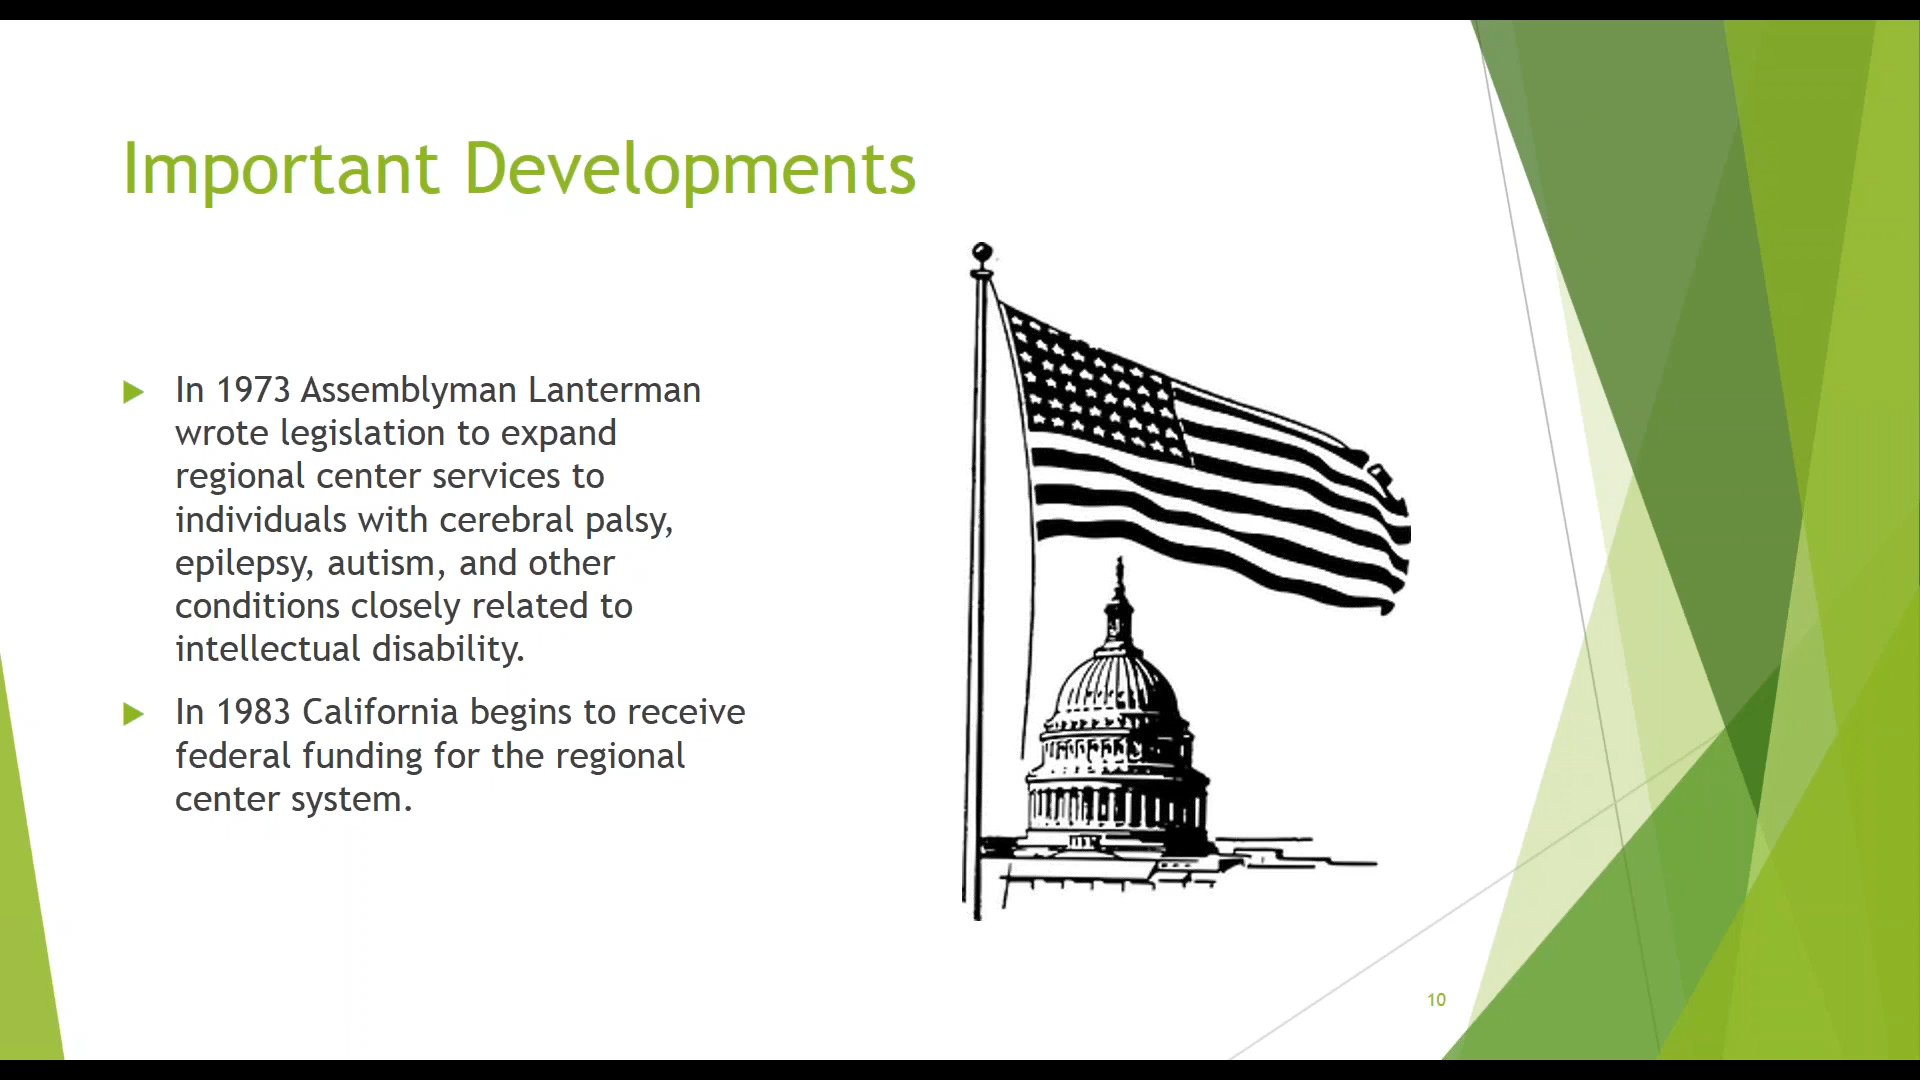 Important Developments
In 1973 Assemblyman Lanterman
wrote legislation to expand
regional center services to
individuals with cerebral palsy,
epilepsy, autism, and other
conditions closely related to
intellectual disability.
In 1983 California begins to receive
federal funding for the regional
center system.
10